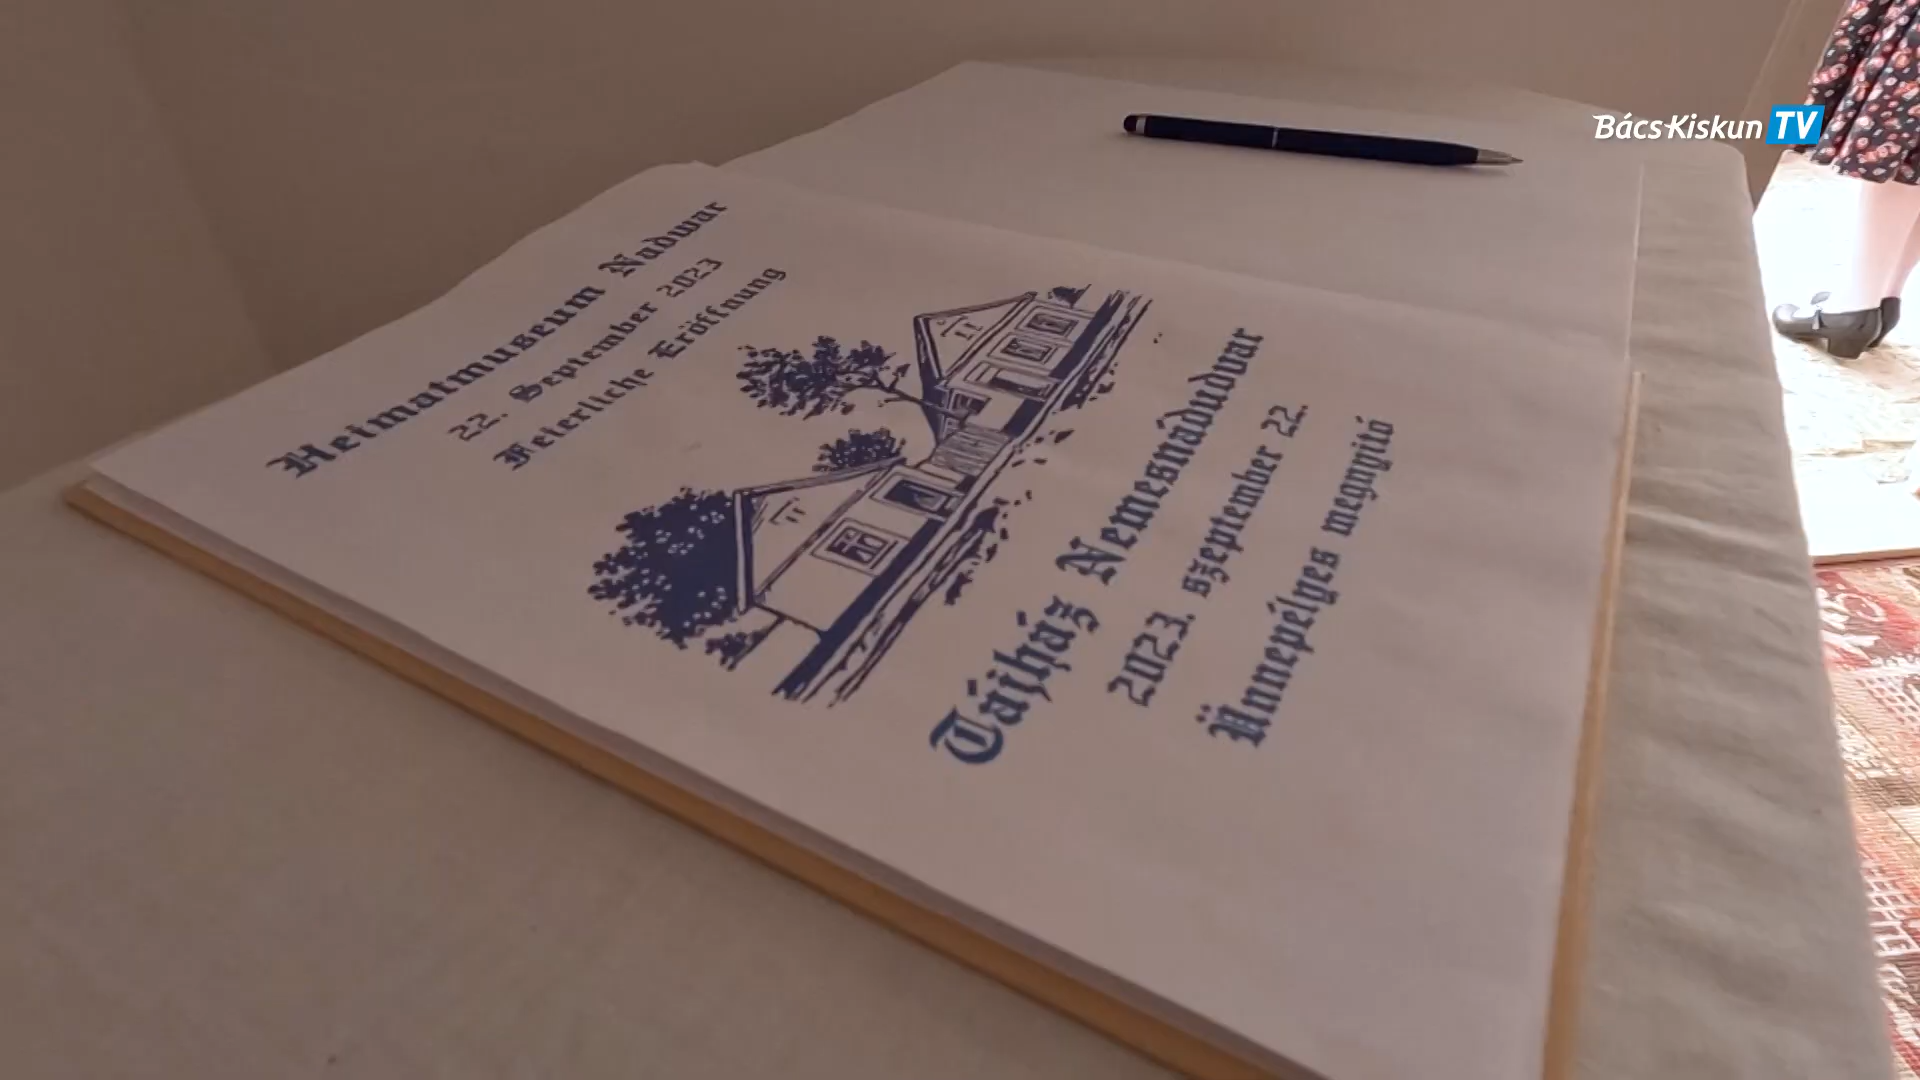 Heimatmuseum Nadwar
22. September 2023
Feierliche Eröffnung
Tájház Nemesnádudvar
2023. szeptember 22.
Ünnepélyes megnyitó
Bács-Kiskun TV